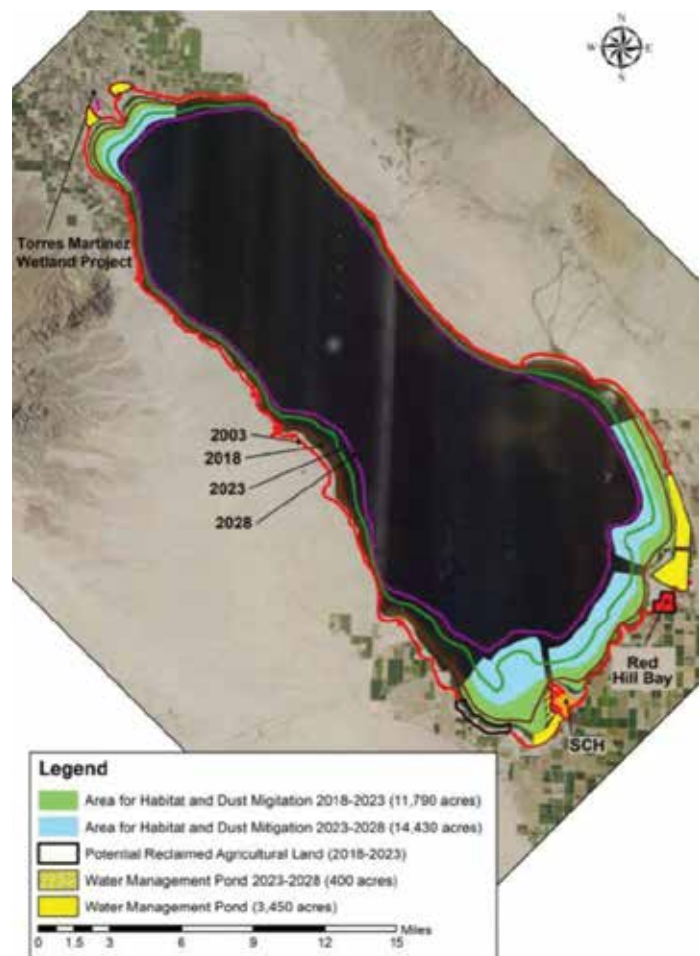 N
W E
S
Torres Martinez
Wetland Project
2003
2018
2023
2028
Red
Hill Bay
SCH
Legend
Area for Habitat and Dust Migitation 2018-2023 (11,790 acres)
Area for Habitat and Dust Mitigation 2023-2028 (14,430 acres)
Potential Reclaimed Agricultural Land (2018-2023)
Water Management Pond 2023-2028 (400 acres)
Water Management Pond (3,450 acres)
Miles
0 1.5 3 6 9 12 15